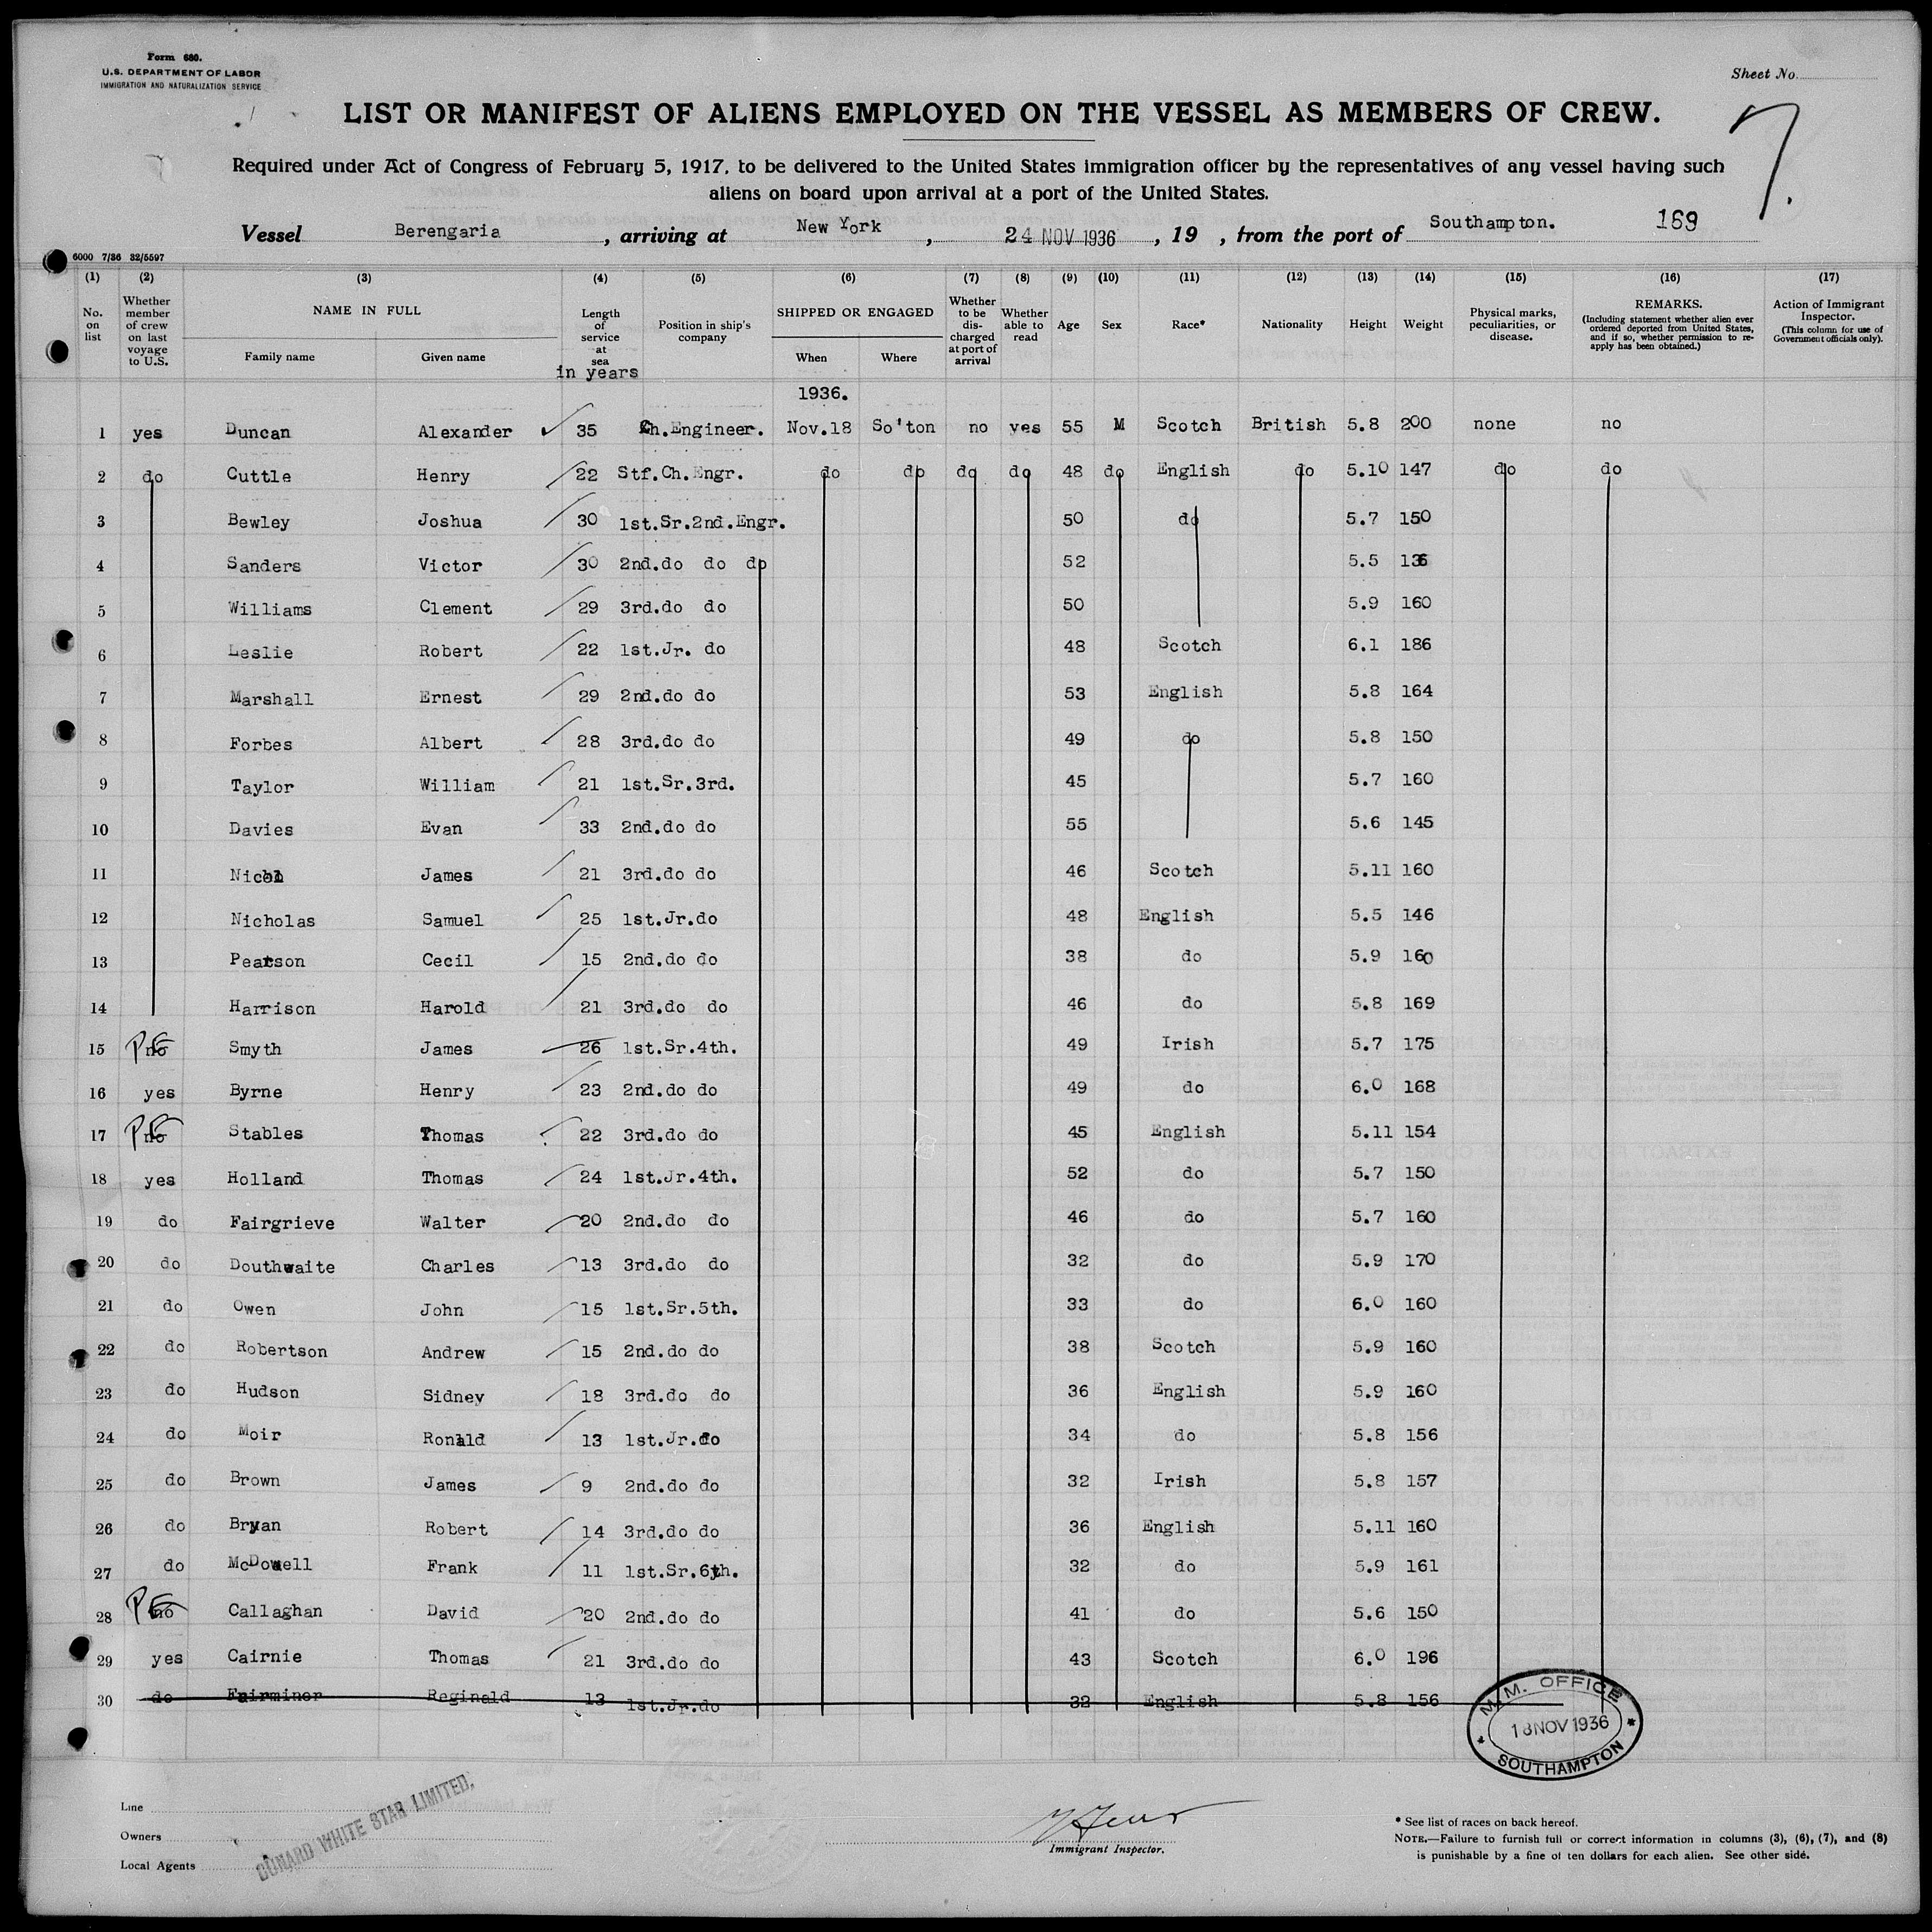 Form 680.
U.S. DEPARTMENT OF LABOR
IMMIGRATION AND NATURALIZATION SERVICE
Sheet No.
7.
LIST OR MANIFEST OF ALIENS EMPLOYED ON THE VESSEL AS MEMBERS OF CREW.
Required under Act of Congress of February 5, 1917, to be delivered to the United States immigration officer by the representatives of any vessel having such
aliens on board upon arrival at a port of the United States.
Vessel Berengaria, arriving at New York, 24 NOV 1936, 19 , from the port of Southampton. 169
6000 7/36 32/5597
(1) (2) (3) (4) (5) (6) (7) (8) (9) (10) (11) (12) (13) (14) (15) (16) (17)
No. on list
Whether member of crew on last voyage to U.S.
NAME IN FULL
Family name Given name
Length of service at sea
in years
Position in ship's company
SHIPPED OR ENGAGED
When Where
Whether to be discharged at port of arrival
Whether able to read
Age Sex Race* Nationality Height Weight
Physical marks, peculiarities, or disease.
REMARKS.
(Including statement whether alien ever ordered deported from United States, and if so, whether permission to reapply has been obtained.)
Action of Immigrant Inspector.
(This column for use of Government officials only).
1936.
1 yes Duncan Alexander 35 Ch.Engineer. Nov.18 So'ton no yes 55 M Scotch British 5.8 200 none no
2 do Cuttle Henry 22 Stf.Ch.Engr. do do do do 48 do English do 5.10 147 do do
3 Bewley Joshua 30 1st.Sr.2nd.Engr. 50 do 5.7 150
4 Sanders Victor 30 2nd.do do do 52 5.5 136
5 Williams Clement 29 3rd.do do 50 5.9 160
6 Leslie Robert 22 1st.Jr. do 48 Scotch 6.1 186
7 Marshall Ernest 29 2nd.do do 53 English 5.8 164
8 Forbes Albert 28 3rd.do do 49 do 5.8 150
9 Taylor William 21 1st.Sr.3rd. 45 5.7 160
10 Davies Evan 33 2nd.do do 55 5.6 145
11 Nicol James 21 3rd.do do 46 Scotch 5.11 160
12 Nicholas Samuel 25 1st.Jr.do 48 English 5.5 146
13 Pearson Cecil 15 2nd.do do 38 do 5.9 160
14 Harrison Harold 21 3rd.do do 46 do 5.8 169
15 no Smyth James 26 1st.Sr.4th. 49 Irish 5.7 175
16 yes Byrne Henry 23 2nd.do do 49 do 6.0 168
17 no Stables Thomas 22 3rd.do do 45 English 5.11 154
18 yes Holland Thomas 24 1st.Jr.4th. 52 do 5.7 150
19 do Fairgrieve Walter 20 2nd.do do 46 do 5.7 160
20 do Douthwaite Charles 13 3rd.do do 32 do 5.9 170
21 do Owen John 15 1st.Sr.5th. 33 do 6.0 160
22 do Robertson Andrew 15 2nd.do do 38 Scotch 5.9 160
23 do Hudson Sidney 18 3rd.do do 36 English 5.9 160
24 do Moir Ronald 13 1st.Jr.do 34 do 5.8 156
25 do Brown James 9 2nd.do do 32 Irish 5.8 157
26 do Bryan Robert 14 3rd.do do 36 English 5.11 160
27 do McDowell Frank 11 1st.Sr.6th. 32 do 5.9 161
28 no Callaghan David 20 2nd.do do 41 do 5.6 150
29 yes Cairnie Thomas 21 3rd.do do 43 Scotch 6.0 196
30 do Fairminer Reginald 13 1st.Jr.do 32 English 5.8 156
M.M. OFFICE
18 NOV 1936
SOUTHAMPTON
Line
Owners
Local Agents
CUNARD WHITE STAR LIMITED.
Immigrant Inspector.
* See list of races on back hereof.
NOTE.—Failure to furnish full or correct information in columns (3), (6), (7), and (8)
is punishable by a fine of ten dollars for each alien. See other side.